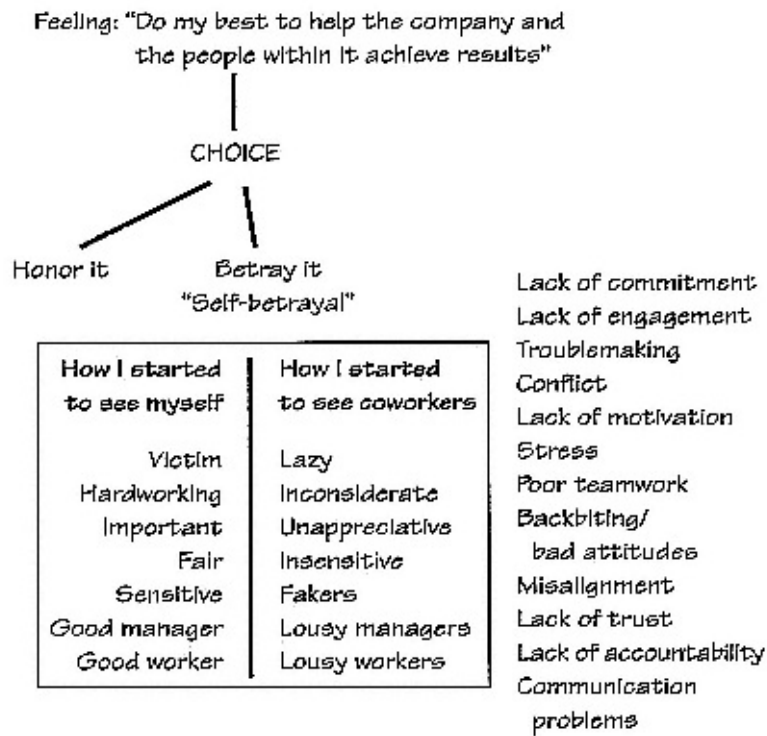 Feeling: "Do my best to help the company and
the people within it achieve results"
CHOICE
Honor it
Betray it
"Self-betrayal"
How I started
to see myself
Victim
Hardworking
Important
Fair
Sensitive
Good manager
Good worker
How I started
to see coworkers
Lazy
Inconsiderate
Unappreciative
Insensitive
Fakers
Lousy managers
Lousy workers
Lack of commitment
Lack of engagement
Troublemaking
Conflict
Lack of motivation
Stress
Poor teamwork
Backbiting/
bad attitudes
Misalignment
Lack of trust
Lack of accountability
Communication
problems